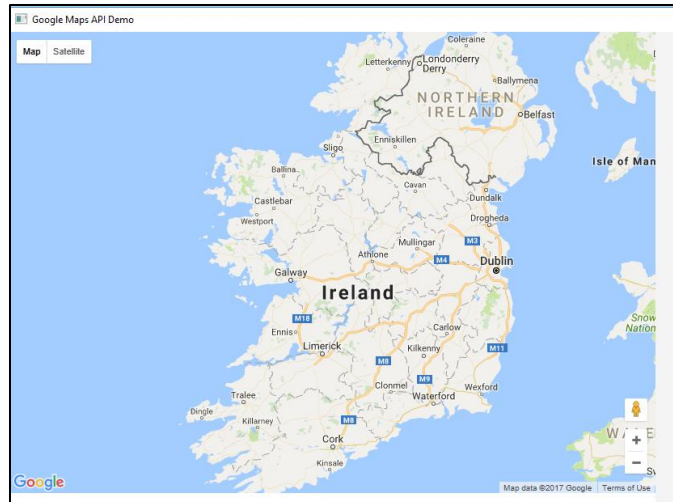 Google Maps API Demo
Map Satellite
Coleraine
Letterkenny
Londonderry
Derry
Ballymena
NORTHERN
IRELAND
Belfast
Enniskillen
Sligo
Isle of Man
Ballina
Cavan
Dundalk
Castlebar
Westport
Drogheda
Mullingar
M3
Athlone
M4
Dublin
Galway
Ireland
M18
Ennis
Carlow
Limerick
Kilkenny
M11
M8
M9
Clonmel
Wexford
Tralee
Waterford
Dingle
Killarney
M8
Cork
Kinsale
Google
Map data ©2017 Google Terms of Use